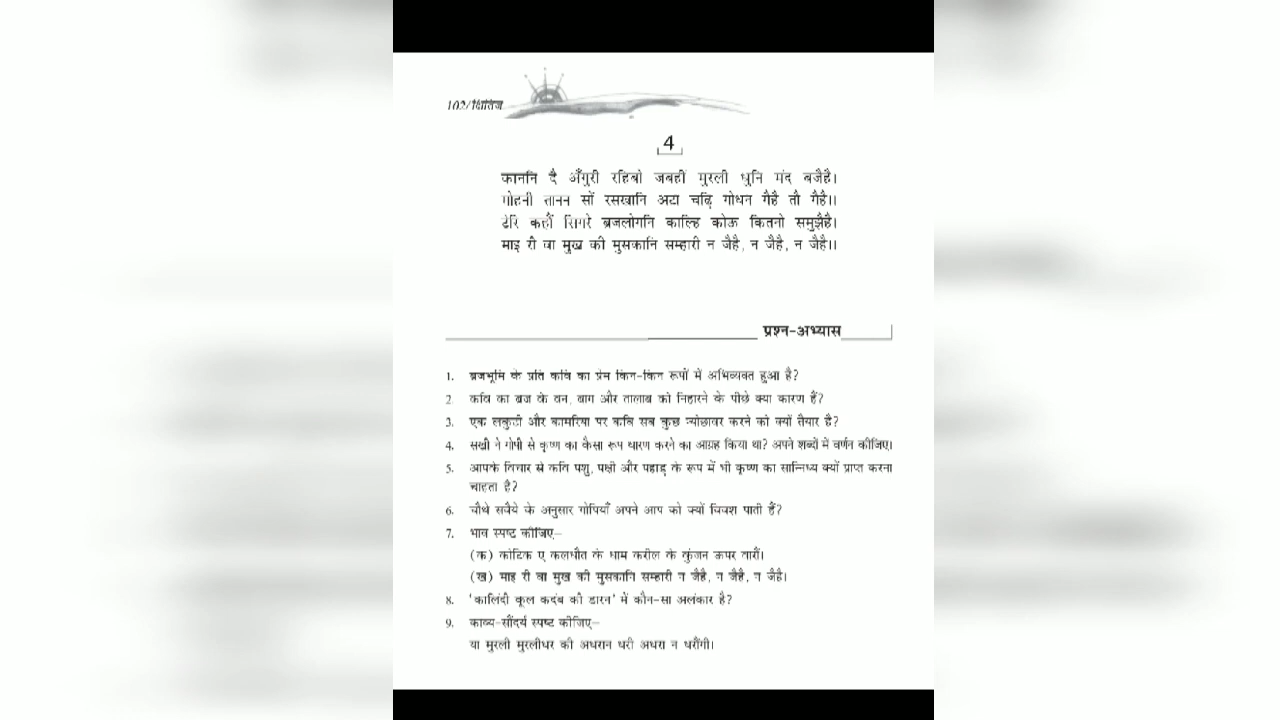 102/क्षितिज
4
काननि दै अँगुरी रहिबो जबहीं मुरली धुनि मंद बजैहै।
मोहनी तानन सों रसखानि अटा चढ़ि गोधन गैहै तौ गैहै।।
टेरि कहौं सिगरे ब्रजलोगनि काल्हि कोऊ कितनो समुझैहै।
माइ री वा मुख की मुसकानि सम्हारी न जैहै, न जैहै, न जैहै।।
प्रश्न-अभ्यास
1. ब्रजभूमि के प्रति कवि का प्रेम किन-किन रूपों में अभिव्यक्त हुआ है?
2. कवि का ब्रज के वन, बाग और तालाब को निहारने के पीछे क्या कारण हैं?
3. एक लकुटी और कामरिया पर कवि सब कुछ न्योछावर करने को क्यों तैयार है?
4. सखी ने गोपी से कृष्ण का कैसा रूप धारण करने का आग्रह किया था? अपने शब्दों में वर्णन कीजिए।
5. आपके विचार से कवि पशु, पक्षी और पहाड़ के रूप में भी कृष्ण का सान्निध्य क्यों प्राप्त करना
चाहता है?
6. चौथे सवैये के अनुसार गोपियाँ अपने आप को क्यों विवश पाती हैं?
7. भाव स्पष्ट कीजिए–
(क) कोटिक ए कलधौत के धाम करील के कुंजन ऊपर वारौं।
(ख) माइ री वा मुख की मुसकानि सम्हारी न जैहै, न जैहै, न जैहै।
8. 'कालिंदी कूल कदंब की डारन' में कौन-सा अलंकार है?
9. काव्य-सौंदर्य स्पष्ट कीजिए–
या मुरली मुरलीधर की अधरान धरी अधरा न धरौंगी।